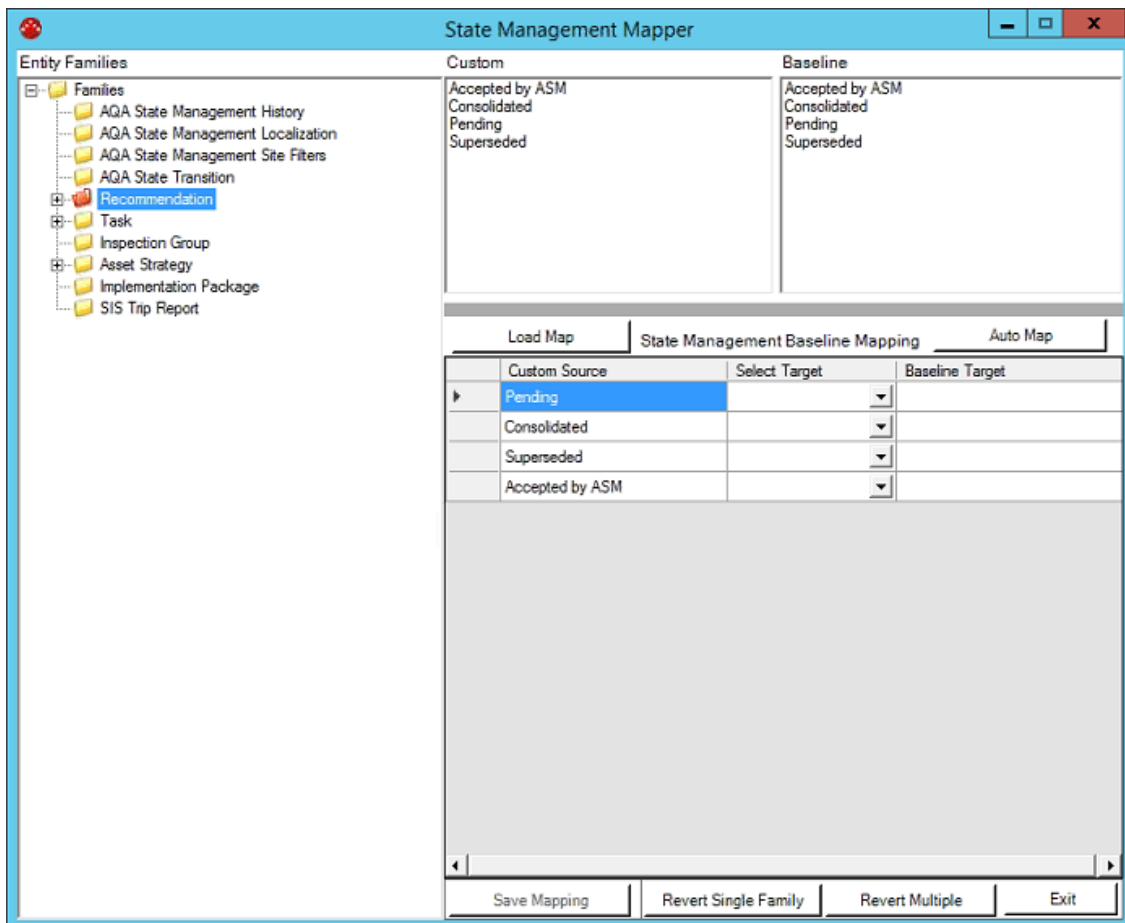 State Management Mapper
Entity Families
Families
AQA State Management History
AQA State Management Localization
AQA State Management Site Filters
AQA State Transition
Recommendation
Task
Inspection Group
Asset Strategy
Implementation Package
SIS Trip Report
Custom
Accepted by ASM
Consolidated
Pending
Superseded
Baseline
Accepted by ASM
Consolidated
Pending
Superseded
Load Map State Management Baseline Mapping Auto Map
Custom Source Select Target Baseline Target
Pending
Consolidated
Superseded
Accepted by ASM
Save Mapping Revert Single Family Revert Multiple Exit